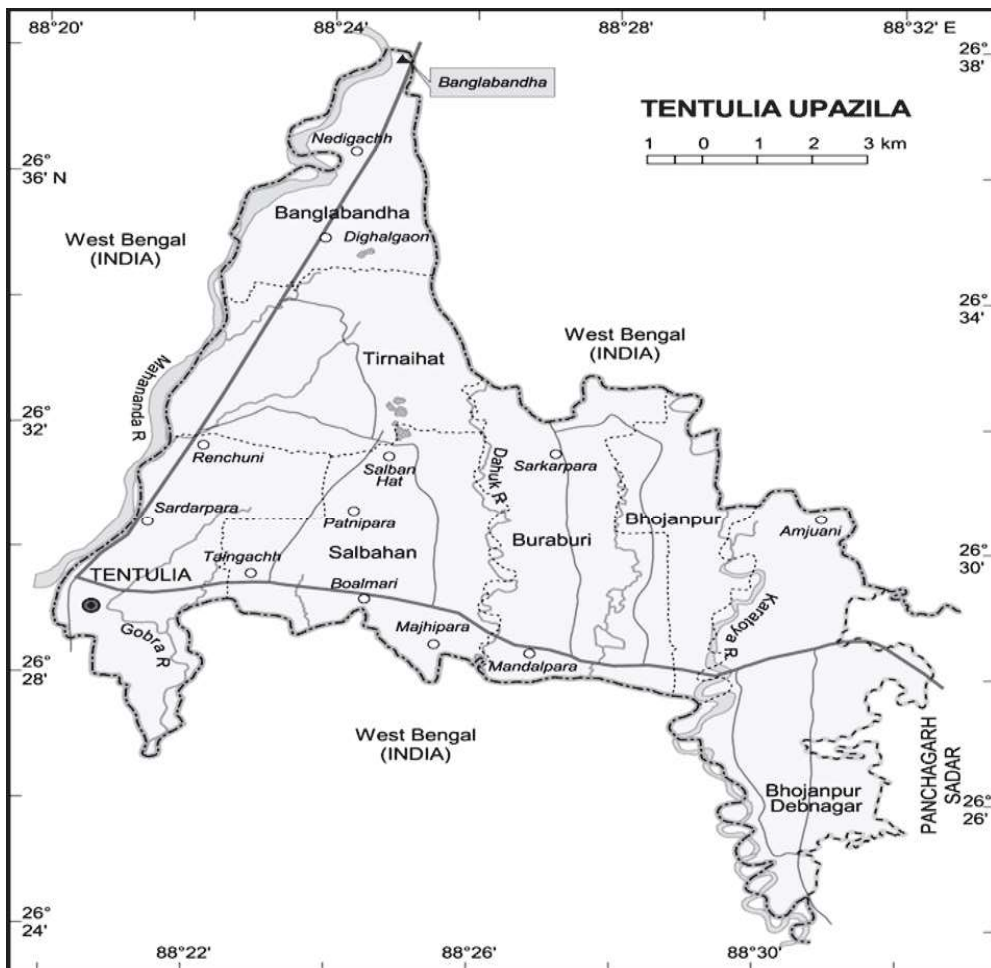 88°20'
88°24'
88°28'
88°32' E
26°
38'
Banglabandha
TENTULIA UPAZILA
1 0 1 2 3 km
Nedigachh
26°
36' N
Banglabandha
Dighalgaon
West Bengal
(INDIA)
26°
34'
West Bengal
(INDIA)
Tirnaihat
Mahananda R
26°
32'
Renchuni
Salban
Hat
Dahuk R
Sarkarpara
Sardarpara
Patnipara
Bhojanpur
Amjuani
Salbahan
Buraburi
Taingachh
26°
30'
TENTULIA
Boalmari
Karatoya R
Gobra R
Majhipara
Mandalpara
26°
28'
West Bengal
(INDIA)
PANCHAGARH
SADAR
Bhojanpur
Debnagar
26°
26'
26°
24'
88°22'
88°26'
88°30'